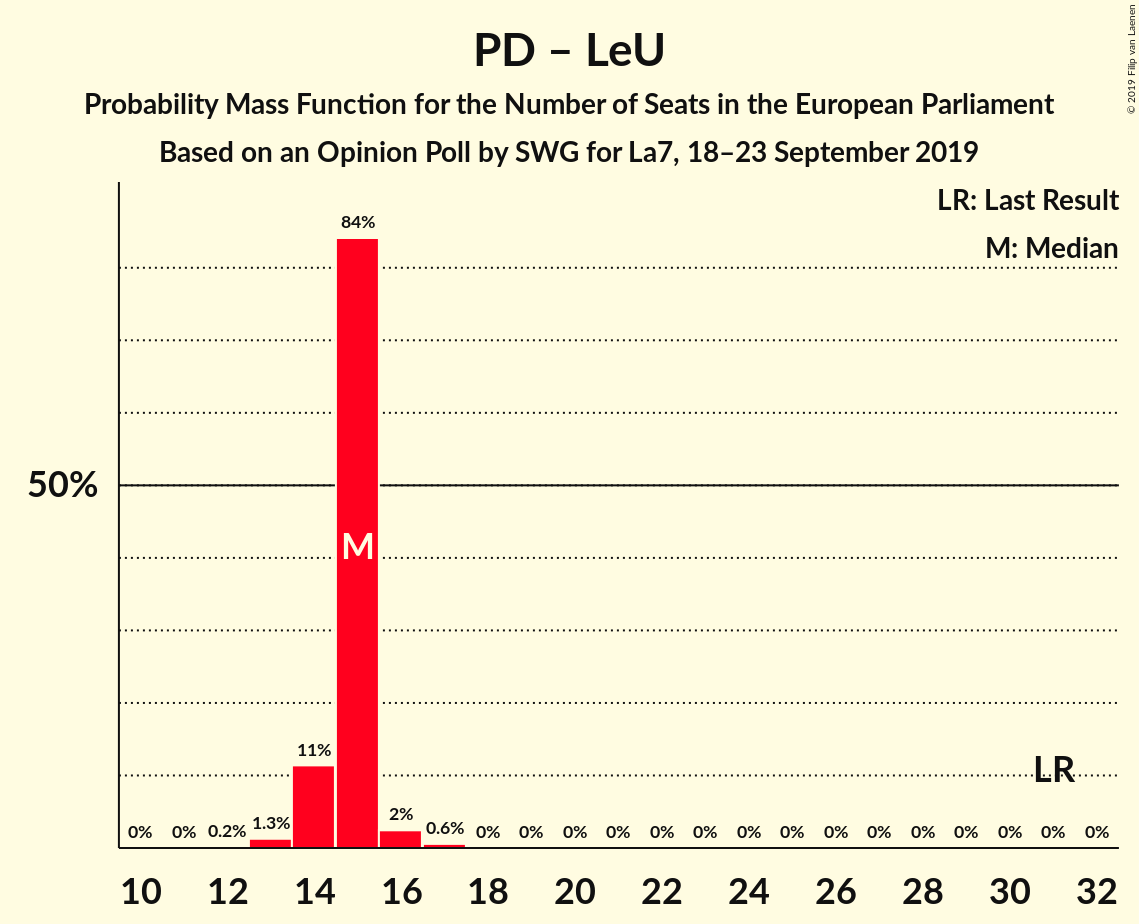 PD – LeU
Probability Mass Function for the Number of Seats in the European Parliament
Based on an Opinion Poll by SWG for La7, 18–23 September 2019
© 2019 Filip van Laenen
LR: Last Result
M: Median
84%
50%
M
11%
LR
0% 0% 0.2% 1.3% 2% 0.6% 0% 0% 0% 0% 0% 0% 0% 0% 0% 0% 0% 0% 0% 0% 0%
10 12 14 16 18 20 22 24 26 28 30 32